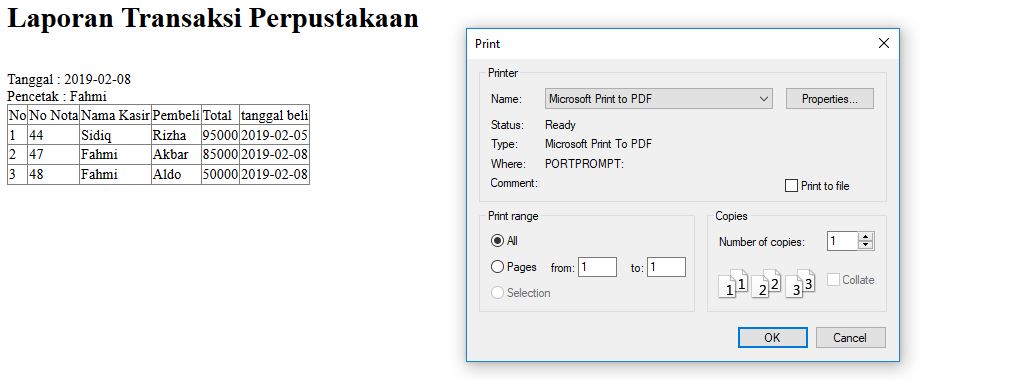 Laporan Transaksi Perpustakaan
Tanggal : 2019-02-08
Pencetak : Fahmi
No No Nota Nama Kasir Pembeli Total tanggal beli
1 44 Sidiq Rizha 95000 2019-02-05
2 47 Fahmi Akbar 85000 2019-02-08
3 48 Fahmi Aldo 50000 2019-02-08
Print
Printer
Name: Microsoft Print to PDF Properties...
Status: Ready
Type: Microsoft Print To PDF
Where: PORTPROMPT:
Comment: Print to file
Print range
All
Pages from: 1 to: 1
Selection
Copies
Number of copies: 1
1 1 2 2 3 3 Collate
OK Cancel